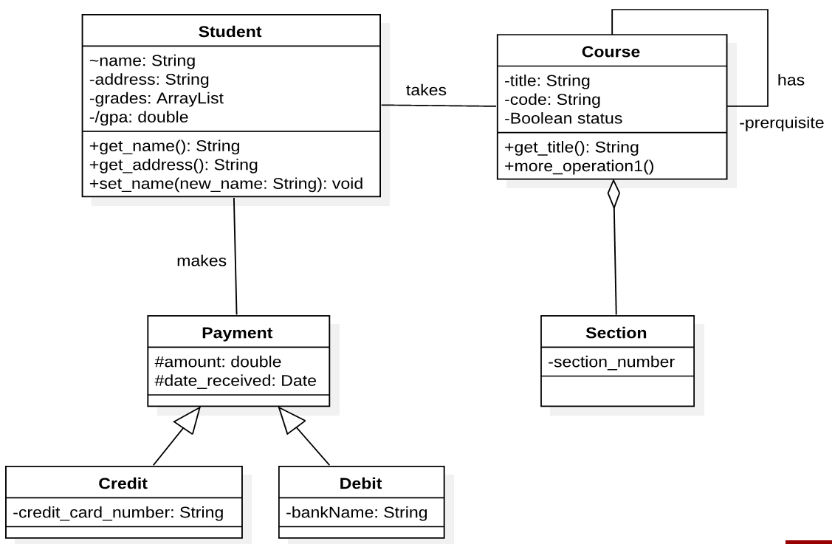 Student
~name: String
-address: String
-grades: ArrayList
-/gpa: double
+get_name(): String
+get_address(): String
+set_name(new_name: String): void
takes
Course
-title: String
-code: String
-Boolean status
+get_title(): String
+more_operation1()
has
-prerquisite
makes
Payment
#amount: double
#date_received: Date
Section
-section_number
Credit
-credit_card_number: String
Debit
-bankName: String